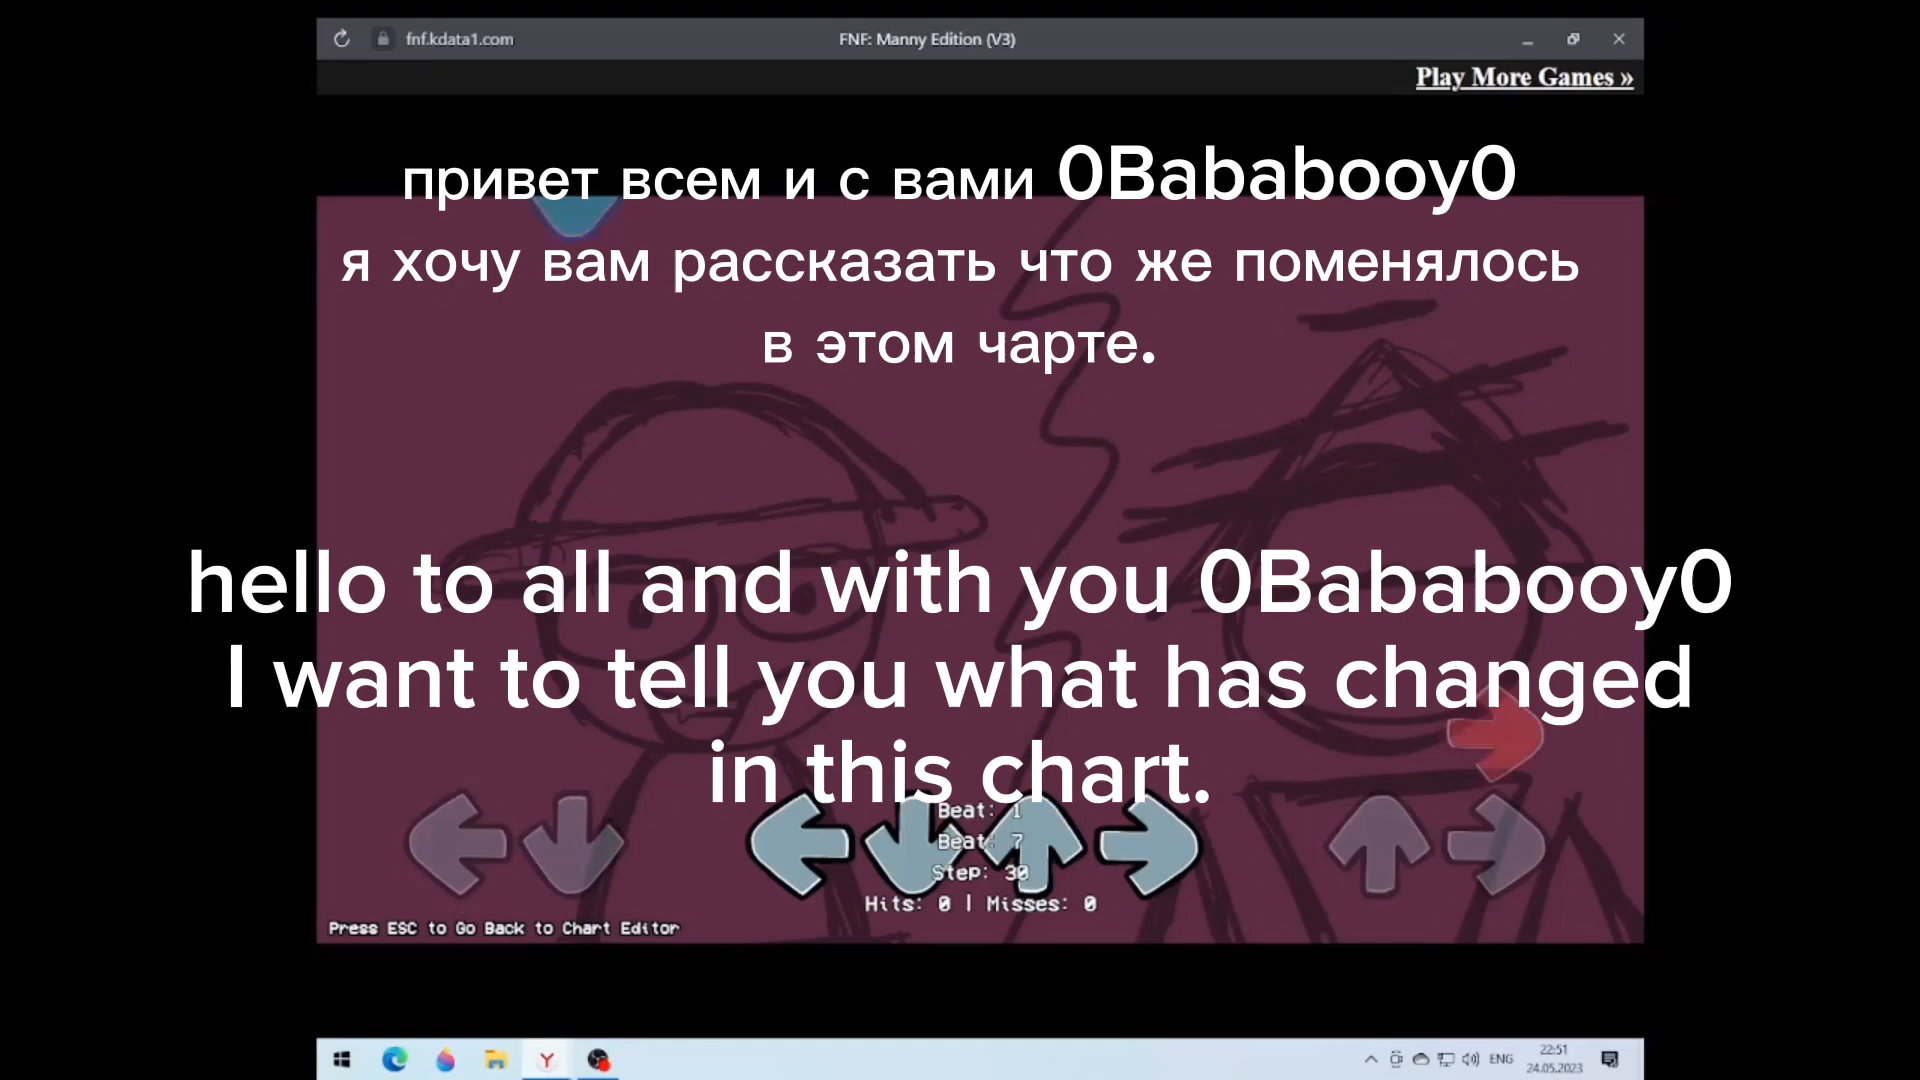 fnf.kdata1.com
FNF: Manny Edition (V3)
Play More Games »
привет всем и с вами 0Bababooy0
я хочу вам рассказать что же поменялось
в этом чарте.
hello to all and with you 0Bababooy0
I want to tell you what has changed
in this chart.
Beat: 1
Beat: 7
Step: 30
Hits: 0 | Misses: 0
Press ESC to Go Back to Chart Editor
ENG
22:51
24.05.2023